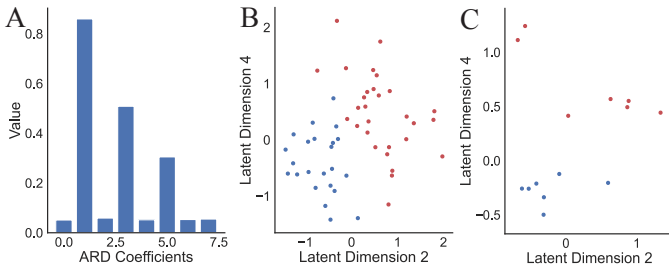 A
B
C
0.8
0.6
0.4
0.2
0.0
Value
0.0 2.5 5.0 7.5
ARD Coefficients
2
1
0
−1
Latent Dimension 4
−1 0 1 2
Latent Dimension 2
1.0
0.5
0.0
−0.5
Latent Dimension 4
0 1
Latent Dimension 2